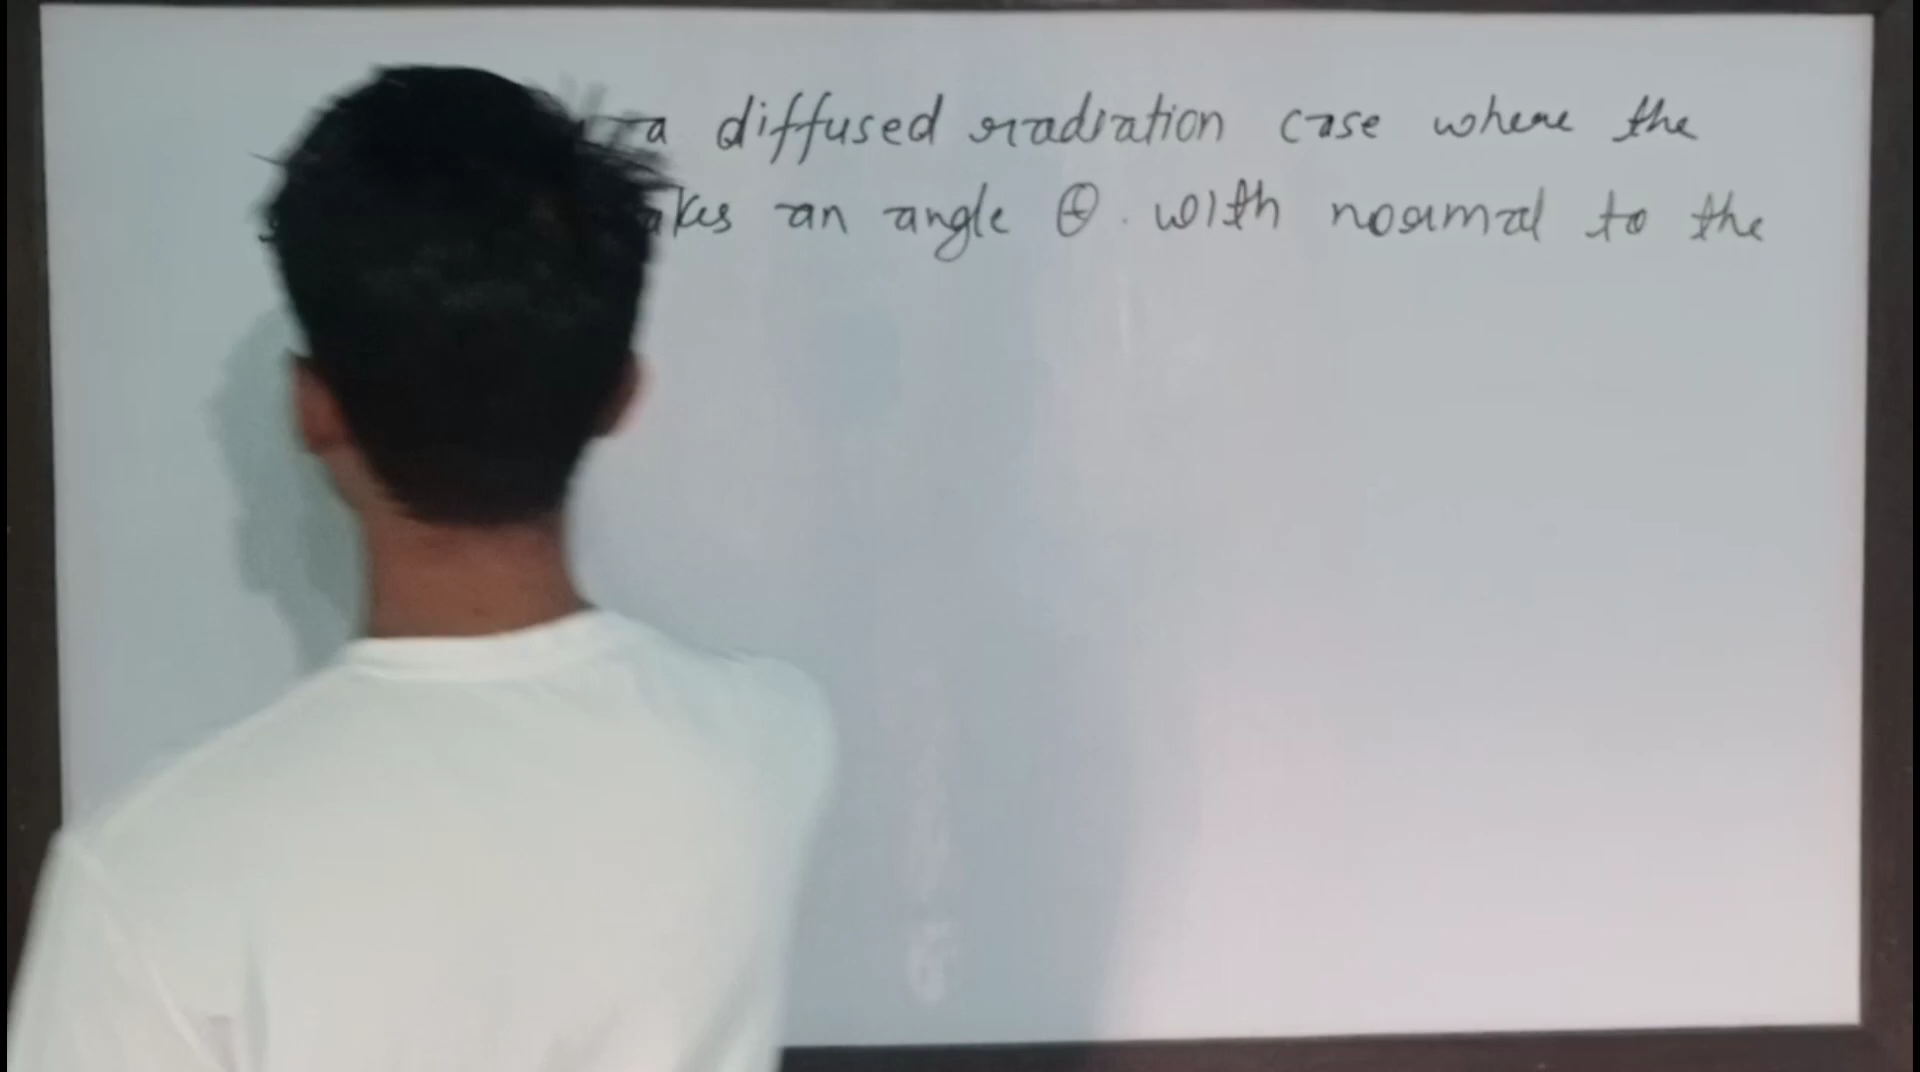 a diffused radiation case where the
akes an angle θ. with normal to the